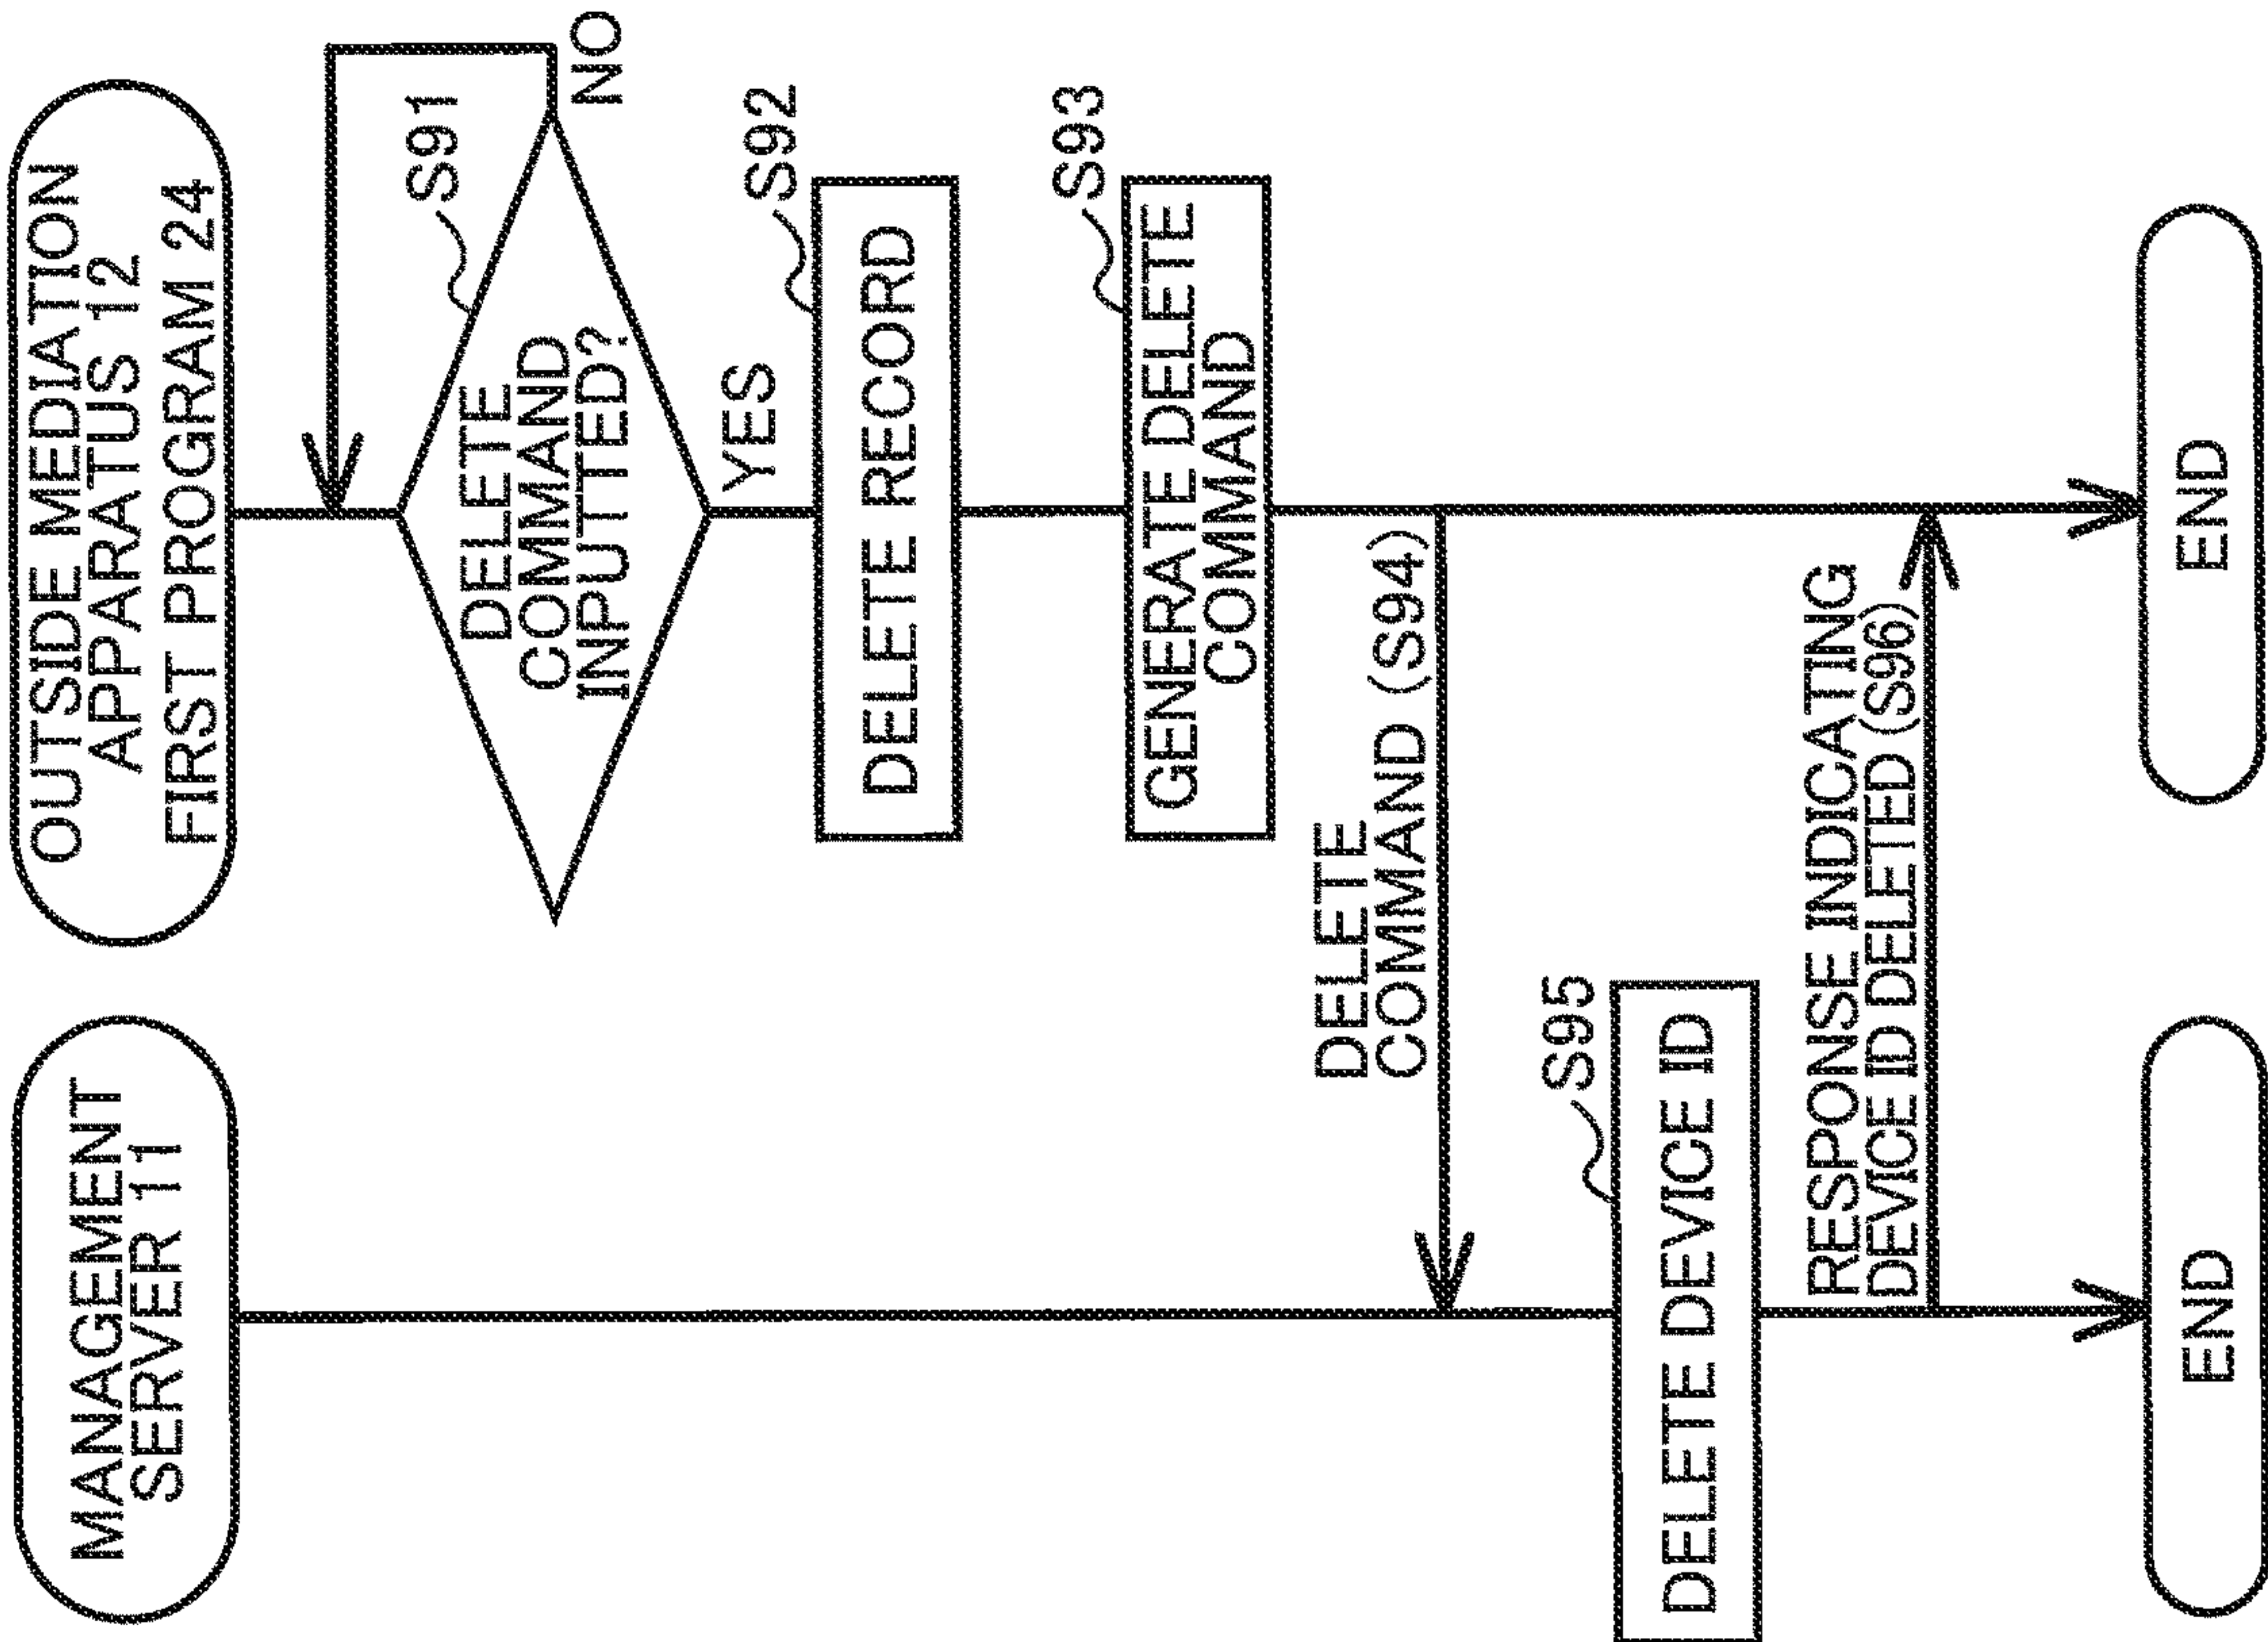 MANAGEMENT
SERVER 11
OUTSIDE MEDIATION
APPARATUS 12
FIRST PROGRAM 24
S91
DELETE
COMMAND
INPUTTED?
NO
YES
S92
DELETE RECORD
S93
GENERATE DELETE
COMMAND
DELETE
COMMAND (S94)
S95
DELETE DEVICE ID
RESPONSE INDICATING
DEVICE ID DELETED (S96)
END
END